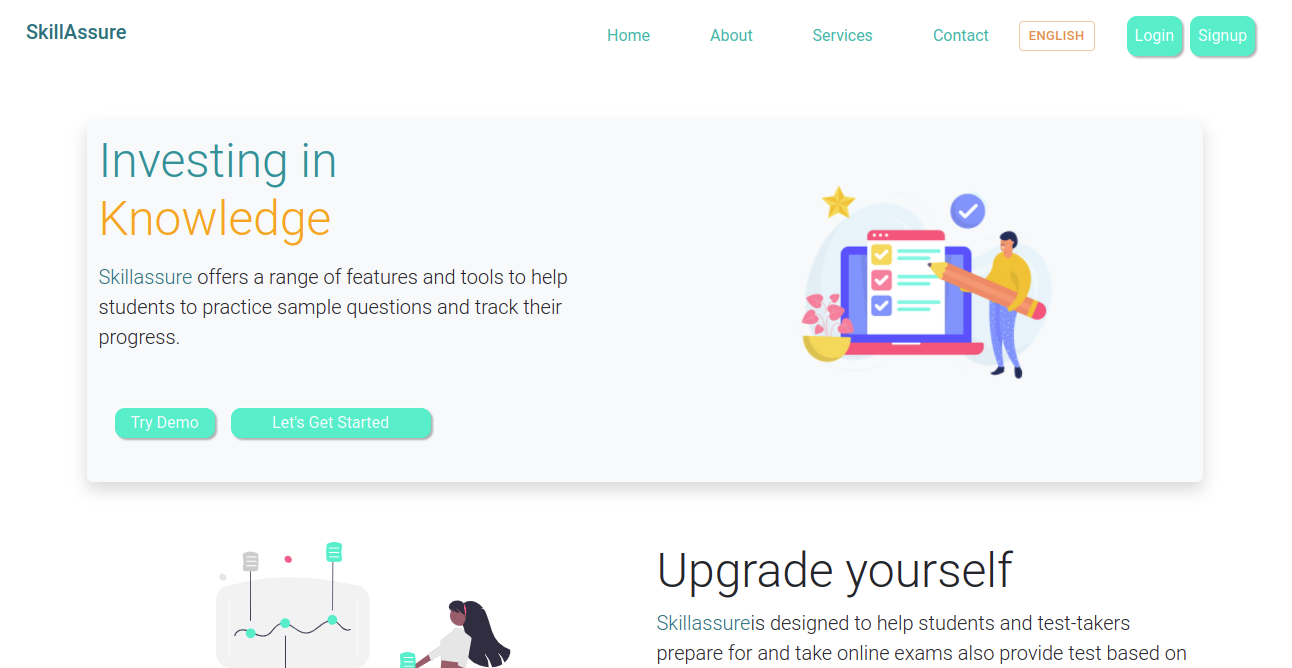 SkillAssure
Home
About
Services
Contact
ENGLISH
Login
Signup
Investing in
Knowledge
Skillassure offers a range of features and tools to help
students to practice sample questions and track their
progress.
Try Demo
Let's Get Started
Upgrade yourself
Skillassureis designed to help students and test-takers
prepare for and take online exams also provide test based on